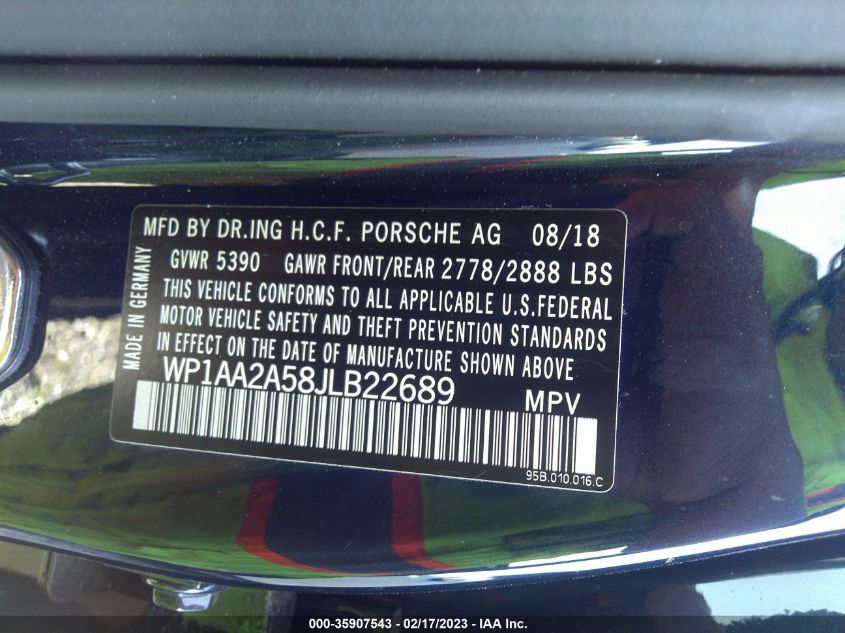 MFD BY DR.ING H.C.F. PORSCHE AG 08/18
GVWR 5390 GAWR FRONT/REAR 2778/2888 LBS
THIS VEHICLE CONFORMS TO ALL APPLICABLE U.S.FEDERAL
MOTOR VEHICLE SAFETY AND THEFT PREVENTION STANDARDS
IN EFFECT ON THE DATE OF MANUFACTURE SHOWN ABOVE
WP1AA2A58JLB22689 MPV
MADE IN GERMANY
95B.010.016.C
000-35907543 / 02/17/2023 / IAA Inc.